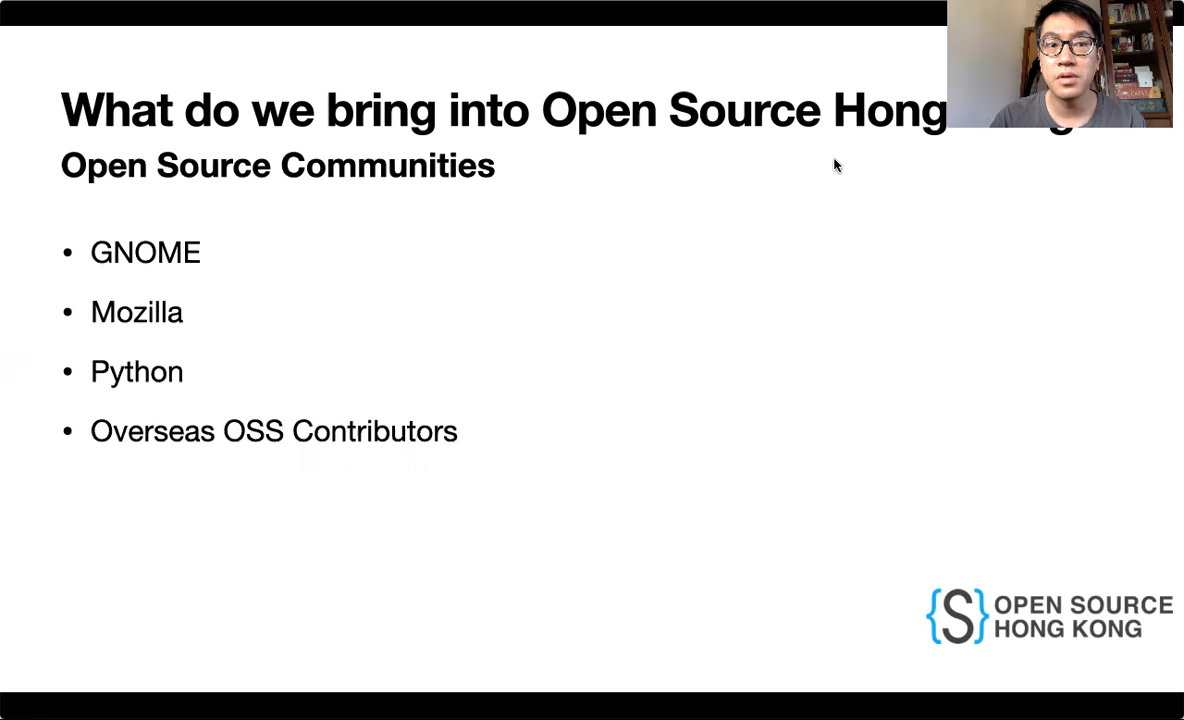 What do we bring into Open Source Hong
Open Source Communities
• GNOME
• Mozilla
• Python
• Overseas OSS Contributors
{S} OPEN SOURCE
HONG KONG